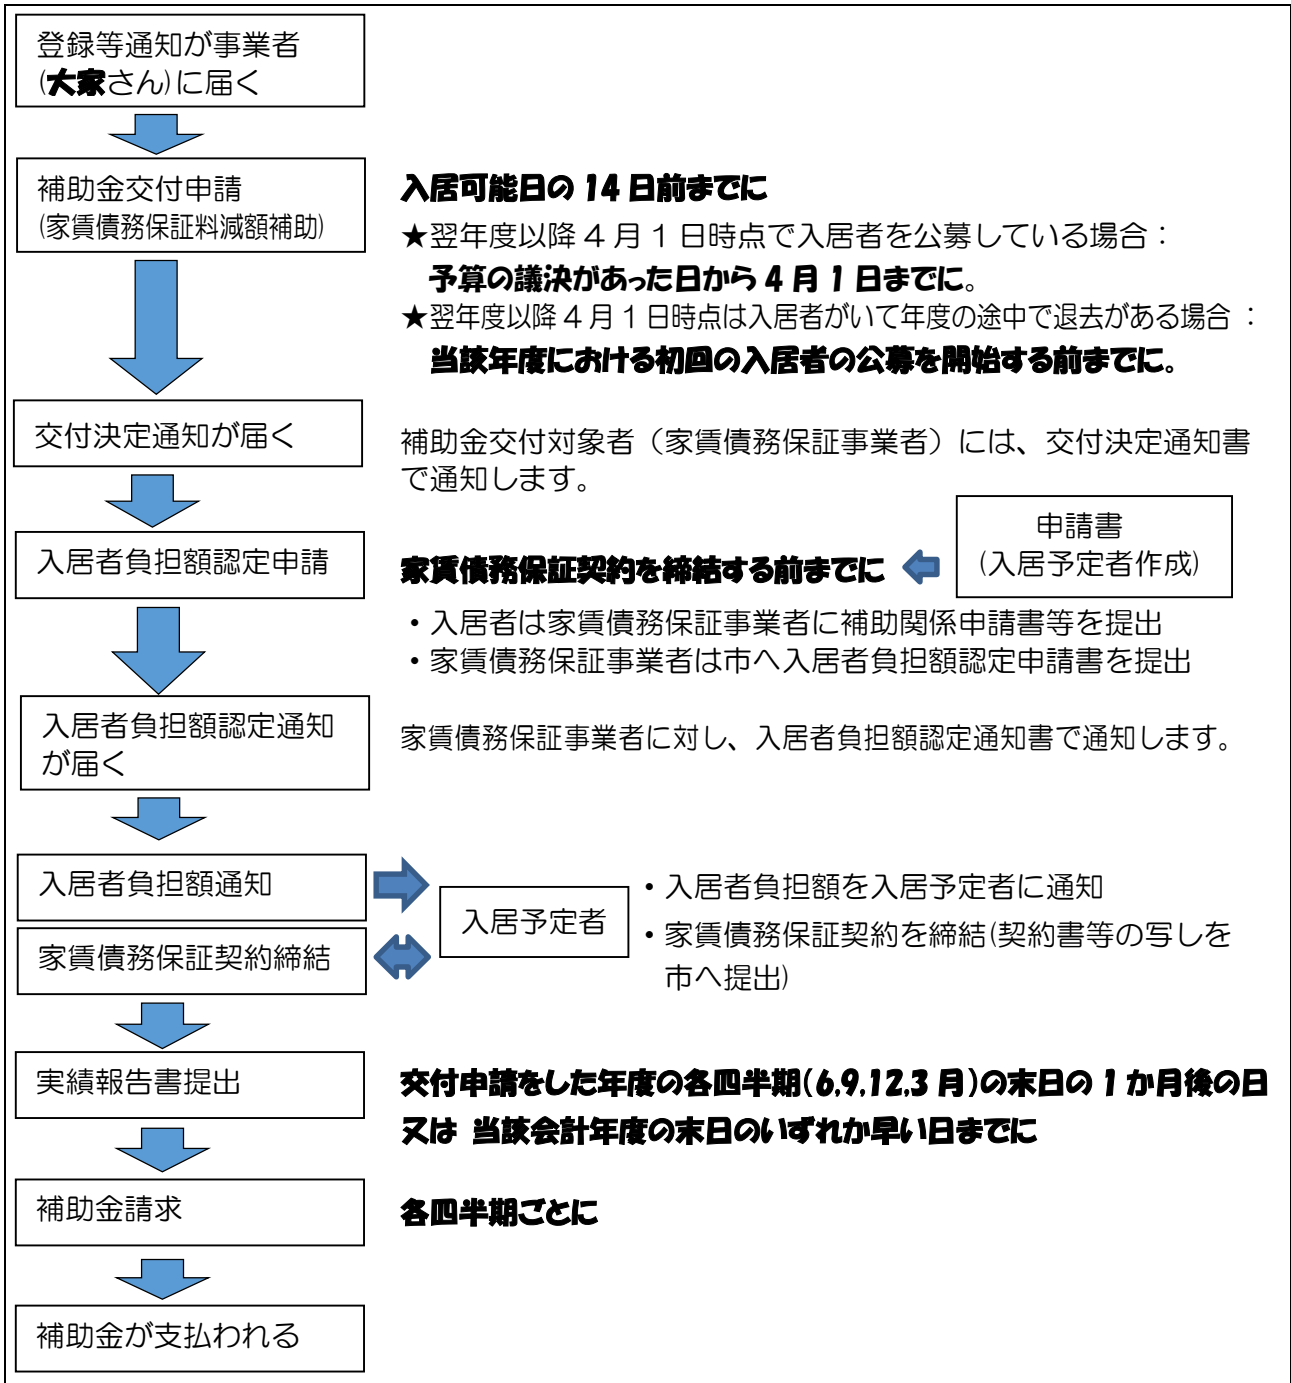 登録等通知が事業者
(大家さん)に届く
補助金交付申請
(家賃債務保証料減額補助)
入居可能日の 14 日前までに
★翌年度以降 4 月 1 日時点で入居者を公募している場合：
予算の議決があった日から 4 月 1 日までに。
★翌年度以降 4 月 1 日時点は入居者がいて年度の途中で退去がある場合：
当該年度における初回の入居者の公募を開始する前までに。
交付決定通知が届く
補助金交付対象者（家賃債務保証事業者）には、交付決定通知書
で通知します。
申請書
(入居予定者作成)
入居者負担額認定申請
家賃債務保証契約を締結する前までに
・入居者は家賃債務保証事業者に補助関係申請書等を提出
・家賃債務保証事業者は市へ入居者負担額認定申請書を提出
入居者負担額認定通知
が届く
家賃債務保証事業者に対し、入居者負担額認定通知書で通知します。
入居者負担額通知
家賃債務保証契約締結
入居予定者
・入居者負担額を入居予定者に通知
・家賃債務保証契約を締結(契約書等の写しを
市へ提出)
実績報告書提出
交付申請をした年度の各四半期(6,9,12,3 月)の末日の 1 か月後の日
又は 当該会計年度の末日のいずれか早い日までに
補助金請求
各四半期ごとに
補助金が支払われる